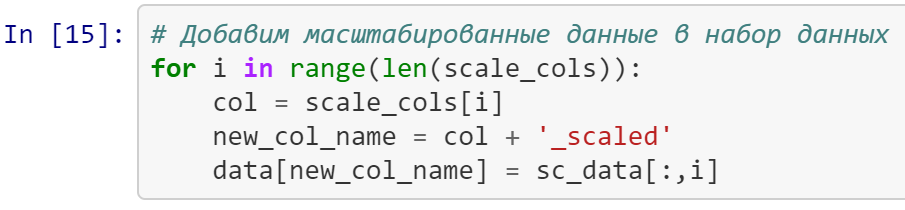 In [15]: # Добавим масштабированные данные в набор данных
for i in range(len(scale_cols)):
    col = scale_cols[i]
    new_col_name = col + '_scaled'
    data[new_col_name] = sc_data[:,i]